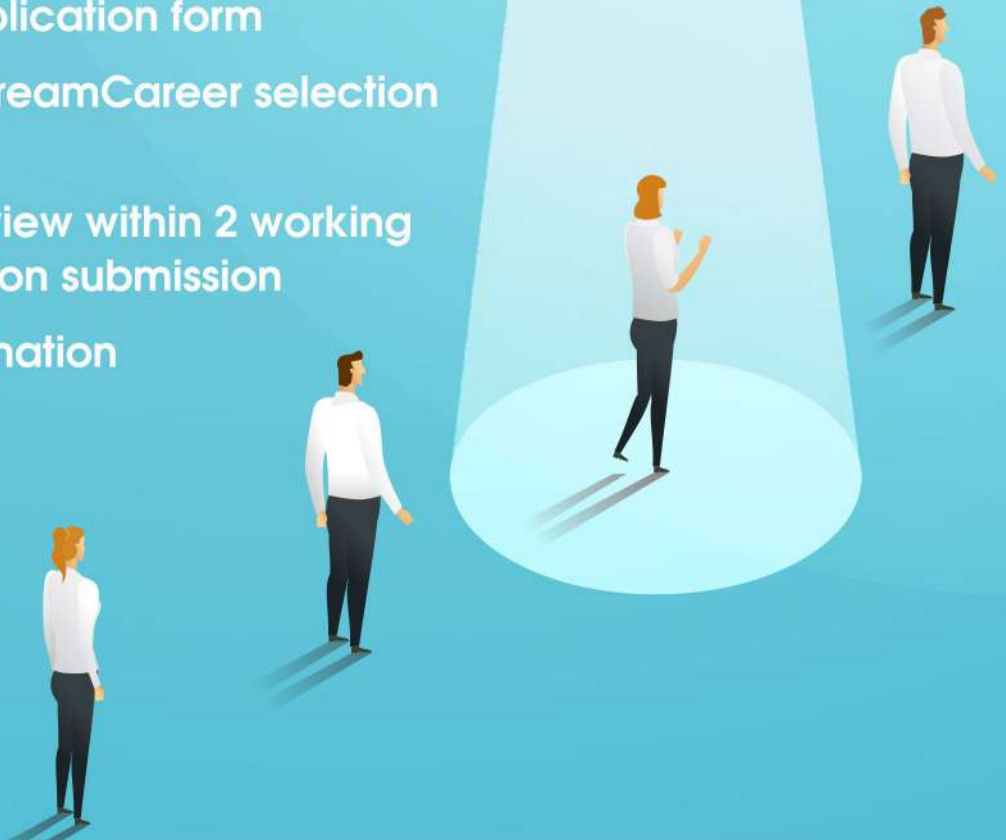 plication form
reamCareer selection
view within 2 working
on submission
nation